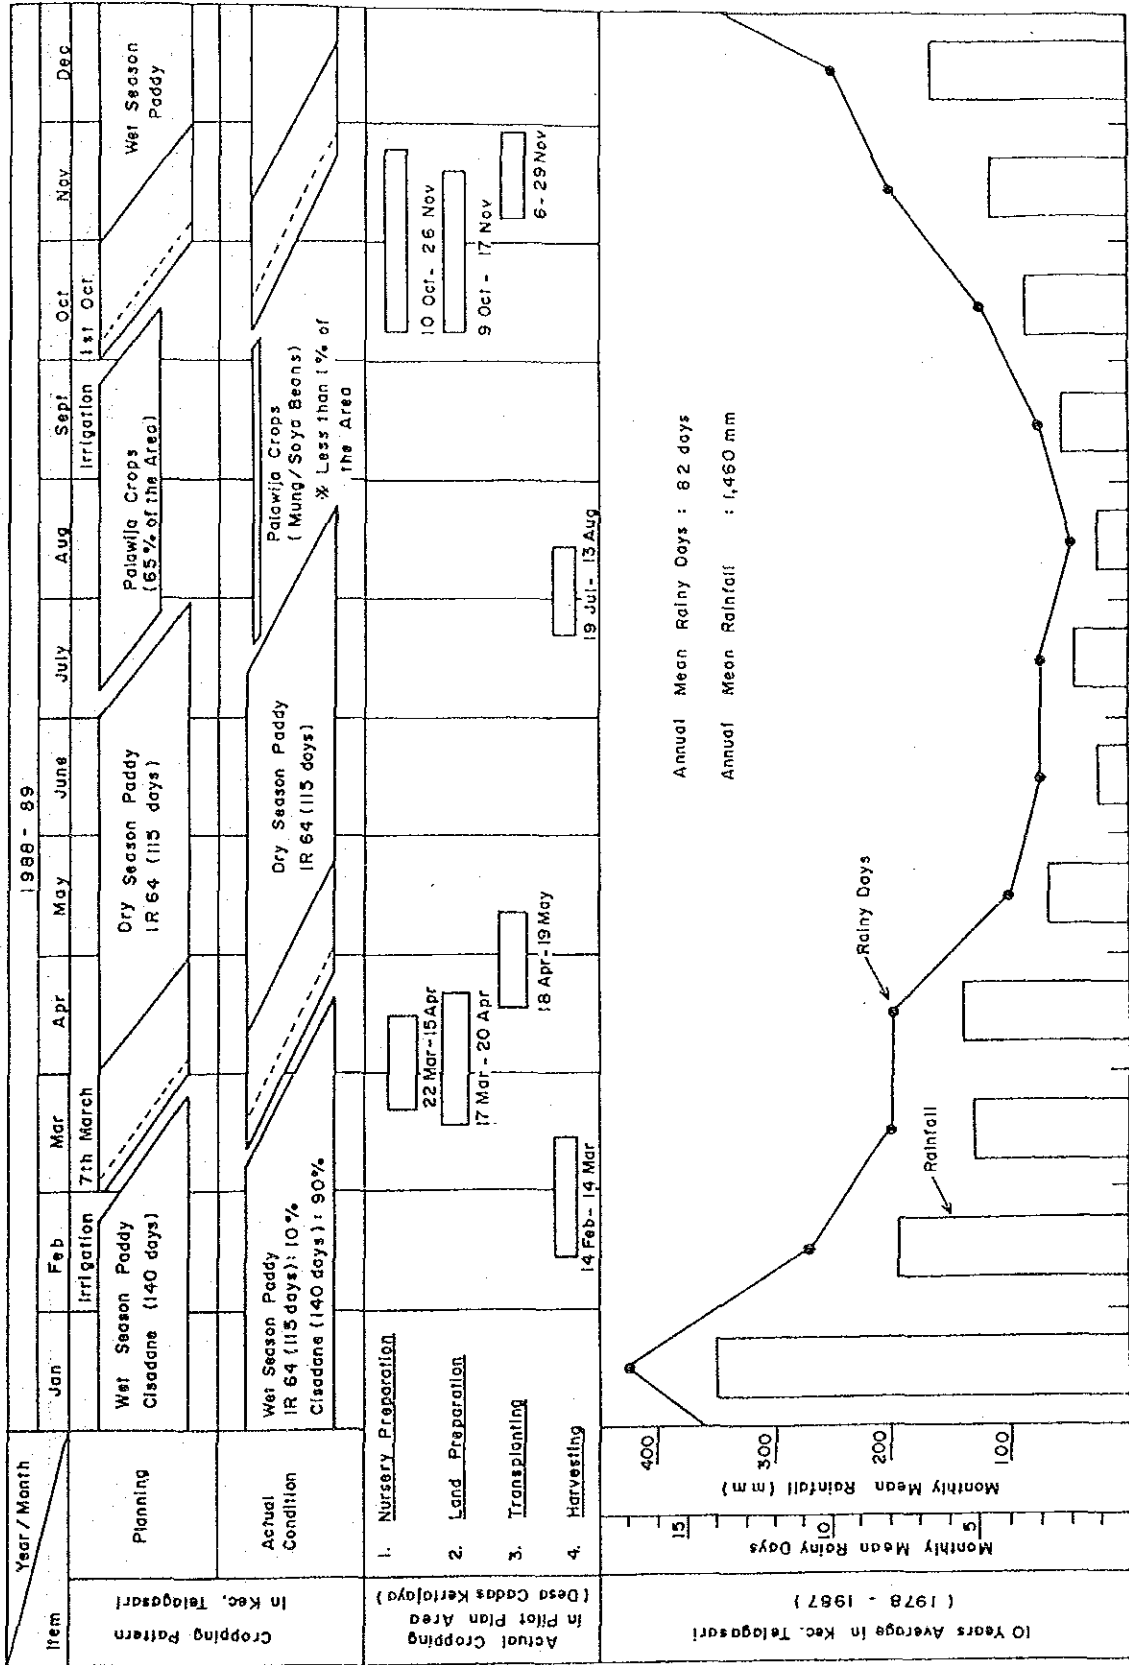 Year / Month
Item
1988 - 89
Jan
Feb
Mar
Apr
May
June
July
Aug
Sept
Oct
Nov
Dec
Cropping Pattern
In Kec. Telagasari
Planning
Irrigation
7th March
Irrigation
1st Oct
Wet Season Paddy
Cisadane (140 days)
Dry Season Paddy
IR 64 (115 days)
Palawija Crops
(65% of the Area)
Wet Season
Paddy
Actual
Condition
Wet Season Paddy
IR 64 (115 days) : 10%
Cisadane (140 days) : 90%
Dry Season Paddy
IR 64 (115 days)
Palawija Crops
(Mung/Soya Beans)
※ Less than 1% of
the Area
Actual Cropping
in Pilot Plan Area
(Desa Cadas Kertajaya)
1. Nursery Preparation
22 Mar-15 Apr
10 Oct - 26 Nov
2. Land Preparation
17 Mar - 20 Apr
9 Oct - 17 Nov
3. Transplanting
18 Apr-19 May
6 - 29 Nov
4. Harvesting
14 Feb - 14 Mar
19 Jul - 13 Aug
10 Years Average in Kec. Telagasari
(1978 - 1987)
Monthly Mean Rainy Days
15
10
5
Monthly Mean Rainfall (mm)
400
300
200
100
Rainfall
Rainy Days
Annual Mean Rainy Days : 82 days
Annual Mean Rainfall : 1,460 mm